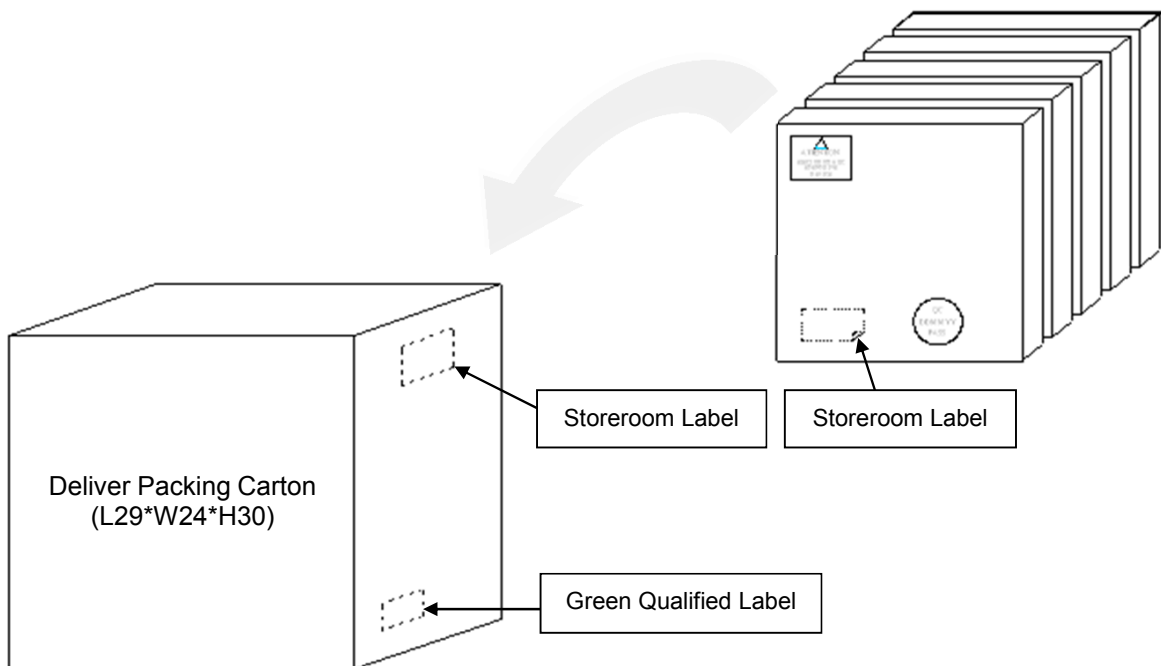 Storeroom Label
Storeroom Label
Deliver Packing Carton
(L29*W24*H30)
Green Qualified Label